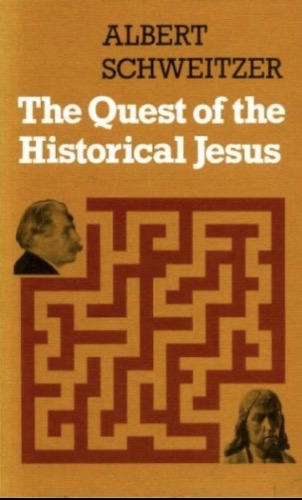 ALBERT
SCHWEITZER
The Quest of the
Historical Jesus